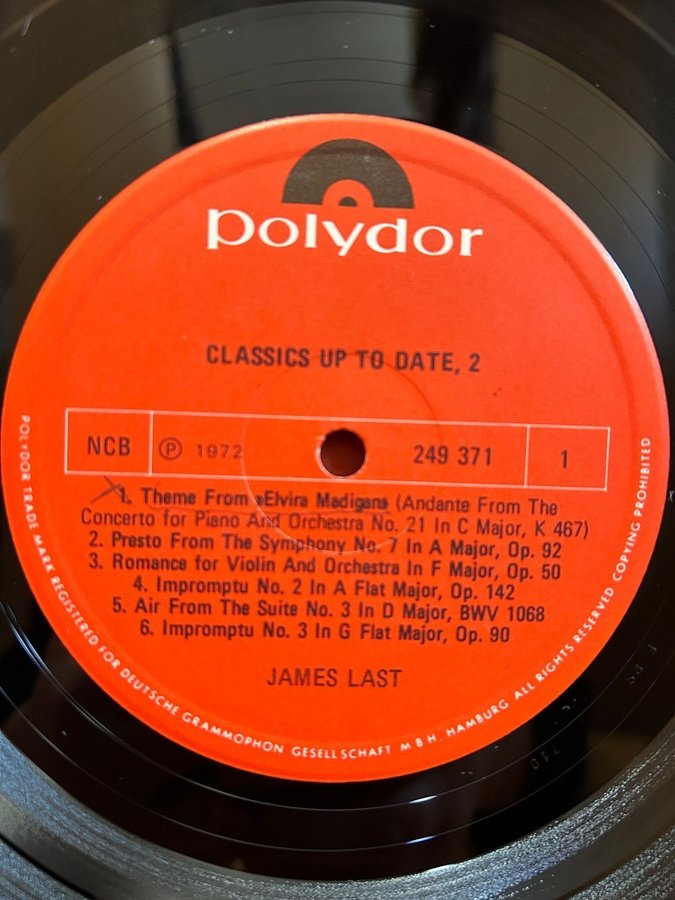 polydor
CLASSICS UP TO DATE, 2
NCB ℗ 1972 249 371 1
1. Theme From »Elvira Madigan« (Andante From The
Concerto for Piano And Orchestra No. 21 In C Major, K 467)
2. Presto From The Symphony No. 7 In A Major, Op. 92
3. Romance for Violin And Orchestra In F Major, Op. 50
4. Impromptu No. 2 In A Flat Major, Op. 142
5. Air From The Suite No. 3 In D Major, BWV 1068
6. Impromptu No. 3 In G Flat Major, Op. 90
JAMES LAST
POLYDOR TRADE MARK REGISTERED FOR DEUTSCHE GRAMMOPHON GESELLSCHAFT M B H. HAMBURG ALL RIGHTS RESERVED COPYING PROHIBITED